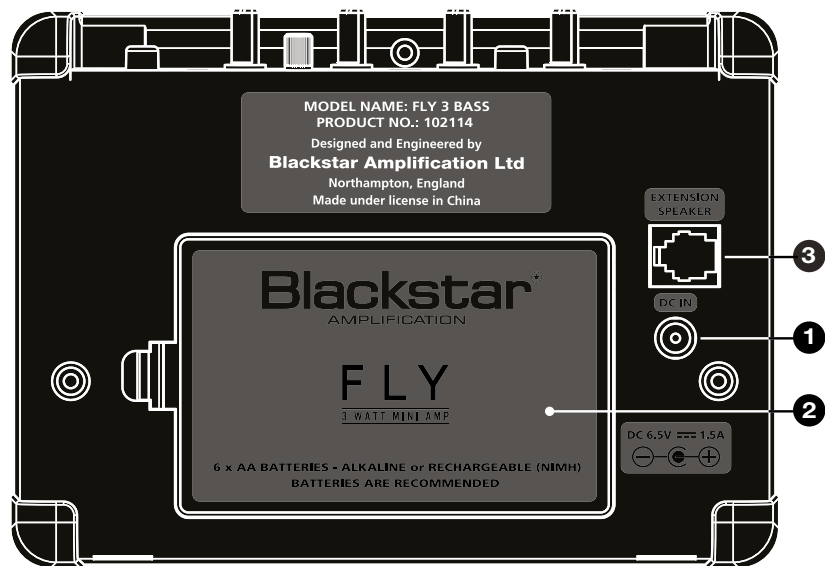 MODEL NAME: FLY 3 BASS
PRODUCT NO.: 102114
Designed and Engineered by
Blackstar Amplification Ltd
Northampton, England
Made under license in China
EXTENSION
SPEAKER
3
DC IN
1
Blackstar
AMPLIFICATION
FLY
3 WATT MINI AMP
2
DC 6.5V ⎓ 1.5A
6 x AA BATTERIES - ALKALINE or RECHARGEABLE (NIMH)
BATTERIES ARE RECOMMENDED